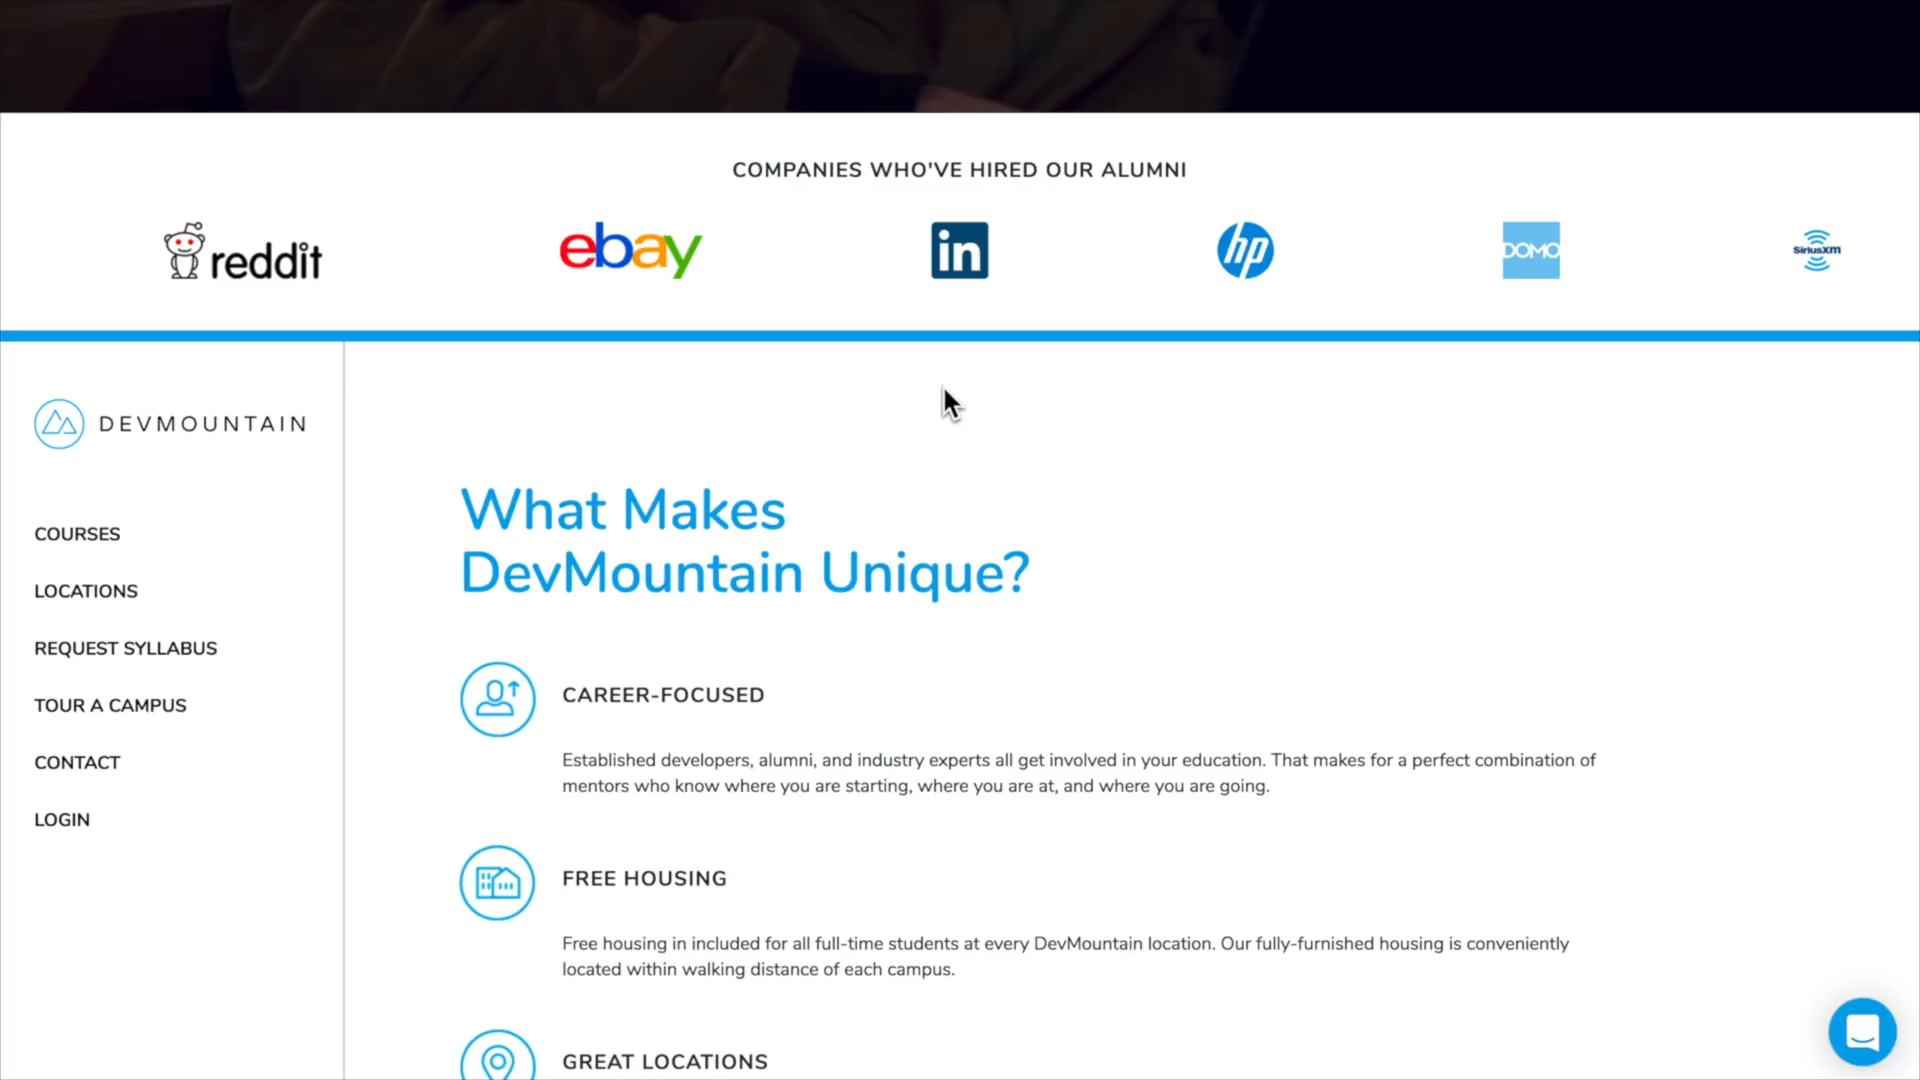 COMPANIES WHO'VE HIRED OUR ALUMNI
reddit
ebay
in
hp
DOMO
SiriusXM
DEVMOUNTAIN
COURSES
LOCATIONS
REQUEST SYLLABUS
TOUR A CAMPUS
CONTACT
LOGIN
What Makes
DevMountain Unique?
CAREER-FOCUSED
Established developers, alumni, and industry experts all get involved in your education. That makes for a perfect combination of
mentors who know where you are starting, where you are at, and where you are going.
FREE HOUSING
Free housing in included for all full-time students at every DevMountain location. Our fully-furnished housing is conveniently
located within walking distance of each campus.
GREAT LOCATIONS